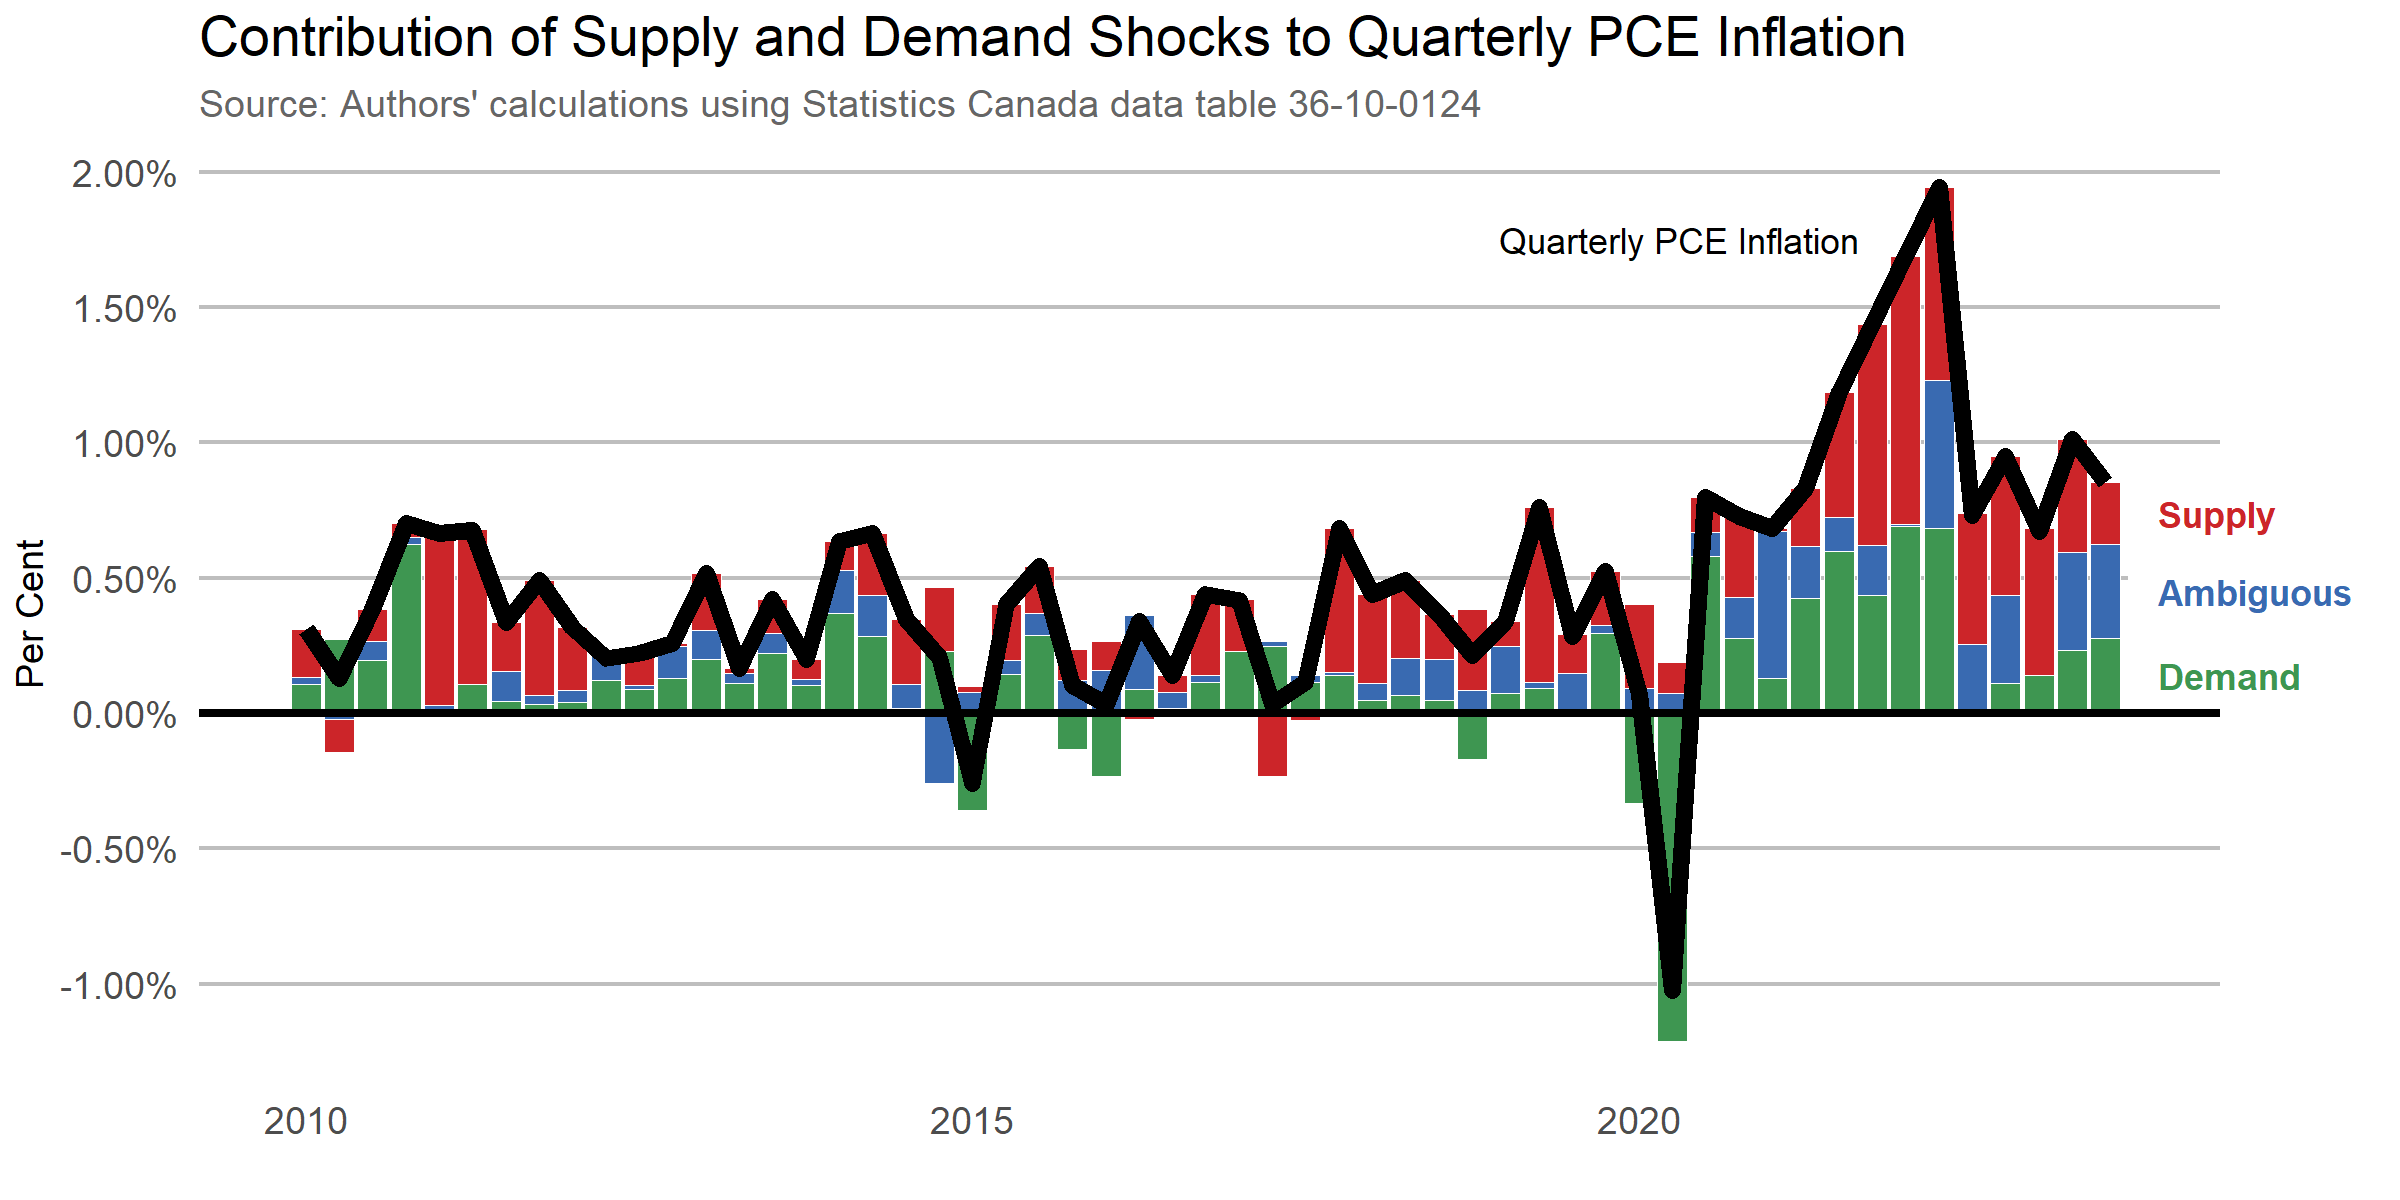 Contribution of Supply and Demand Shocks to Quarterly PCE Inflation
Source: Authors' calculations using Statistics Canada data table 36-10-0124
2.00%
Quarterly PCE Inflation
1.50%
1.00%
Supply
0.50%
Ambiguous
Per Cent
Demand
0.00%
-0.50%
-1.00%
2010
2015
2020